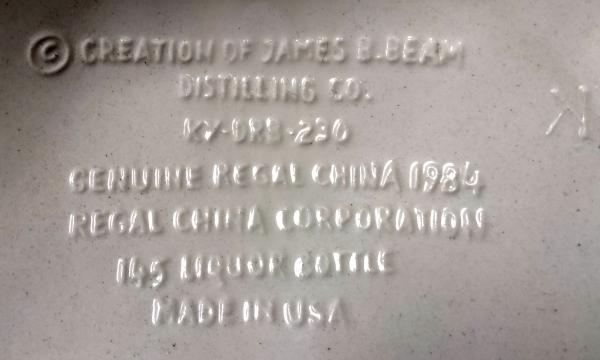 © CREATION OF JAMES B. BEAM
DISTILLING CO.
KY-DRB-230
GENUINE REGAL CHINA 1984
REGAL CHINA CORPORATION
165 LIQUOR BOTTLE
MADE IN USA
K